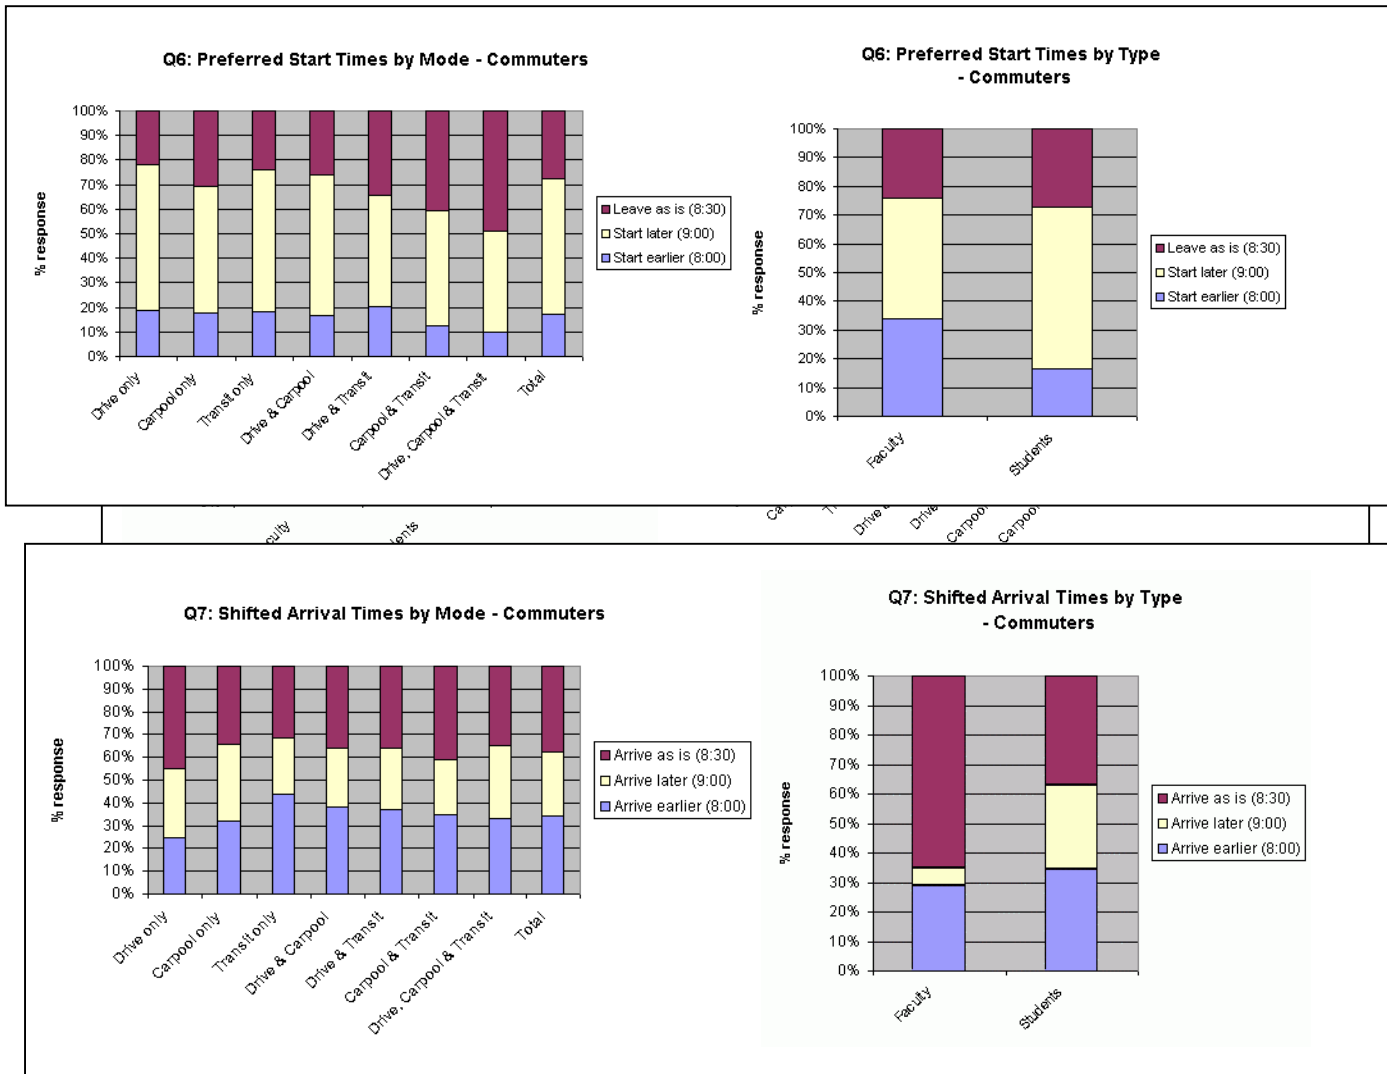 Q6: Preferred Start Times by Mode - Commuters
100%
90%
80%
70%
60%
50%
40%
30%
20%
10%
0%
% response
Drive only
Carpool only
Transit only
Drive & Carpool
Drive & Transit
Carpool & Transit
Drive, Carpool & Transit
Total
Leave as is (8:30)
Start later (9:00)
Start earlier (8:00)
Q6: Preferred Start Times by Type
- Commuters
100%
90%
80%
70%
60%
50%
40%
30%
20%
10%
0%
% response
Faculty
Students
Leave as is (8:30)
Start later (9:00)
Start earlier (8:00)
culty
dents
Ca
Drive
Drive
Carpoo
Carpoo
Q7: Shifted Arrival Times by Mode - Commuters
100%
90%
80%
70%
60%
50%
40%
30%
20%
10%
0%
% response
Drive only
Carpool only
Transit only
Drive & Carpool
Drive & Transit
Carpool & Transit
Drive, Carpool & Transit
Total
Arrive as is (8:30)
Arrive later (9:00)
Arrive earlier (8:00)
Q7: Shifted Arrival Times by Type
- Commuters
100%
90%
80%
70%
60%
50%
40%
30%
20%
10%
0%
% response
Faculty
Students
Arrive as is (8:30)
Arrive later (9:00)
Arrive earlier (8:00)